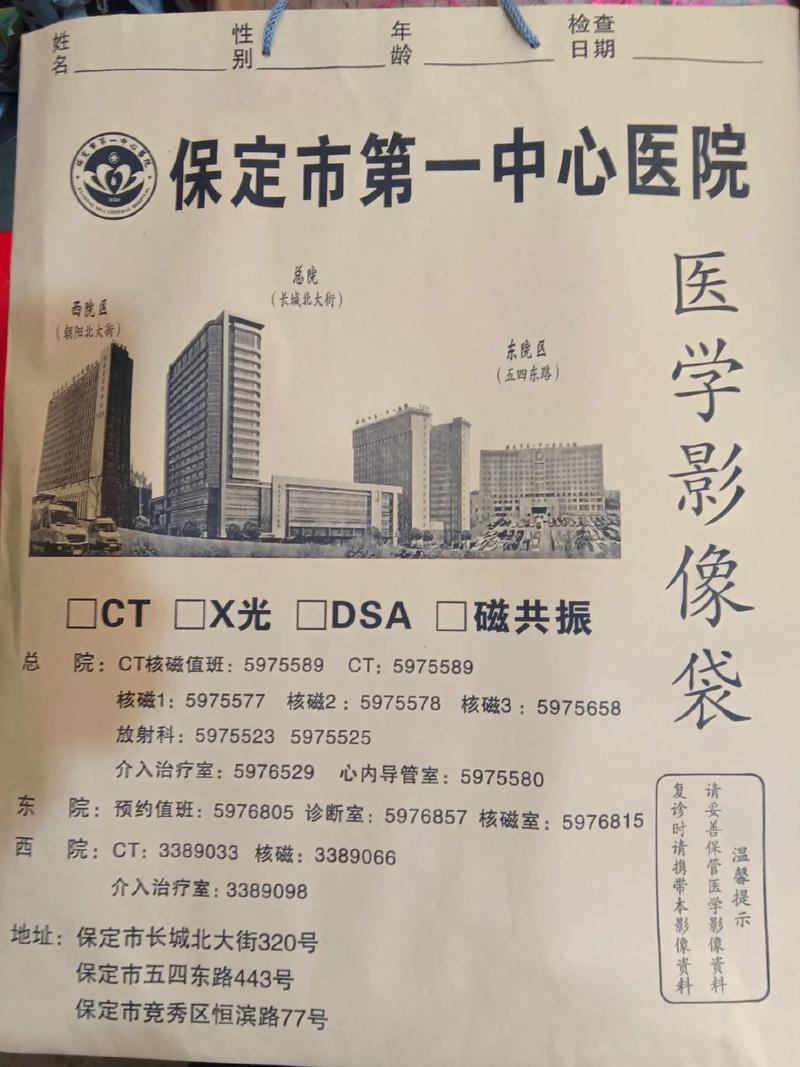 姓名 性别 年龄 检查日期
保定市第一中心医院
医学影像袋
总院
（长城北大街）
西院区
（朝阳北大街）
东院区
（五四东路）
□CT □X光 □DSA □磁共振
总 院：CT核磁值班：5975589 CT：5975589
核磁1：5975577 核磁2：5975578 核磁3：5975658
放射科：5975523 5975525
介入治疗室：5976529 心内导管室：5975580
东 院：预约值班：5976805 诊断室：5976857 核磁室：5976815
西 院：CT：3389033 核磁：3389066
介入治疗室：3389098
地址：保定市长城北大街320号
保定市五四东路443号
保定市竞秀区恒滨路77号
温馨提示
请妥善保管医学影像资料
复诊时请携带本影像资料